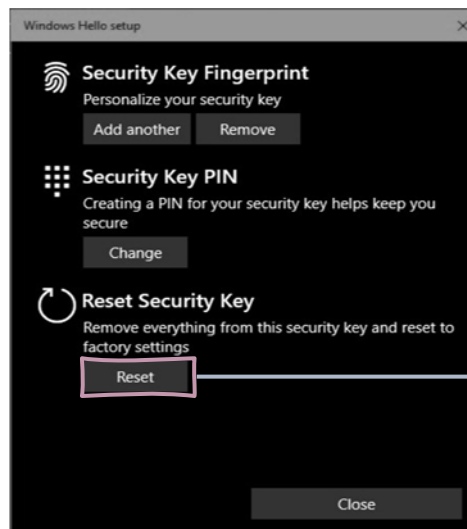 Windows Hello setup
Security Key Fingerprint
Personalize your security key
Add another Remove
Security Key PIN
Creating a PIN for your security key helps keep you
secure
Change
Reset Security Key
Remove everything from this security key and reset to
factory settings
Reset
Close